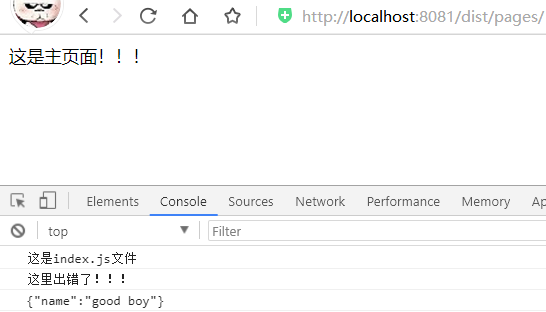 http://localhost:8081/dist/pages/
这是主页面！！！
Elements Console Sources Network Performance Memory Ap
top Filter
这是index.js文件
这里出错了！！！
{"name":"good boy"}